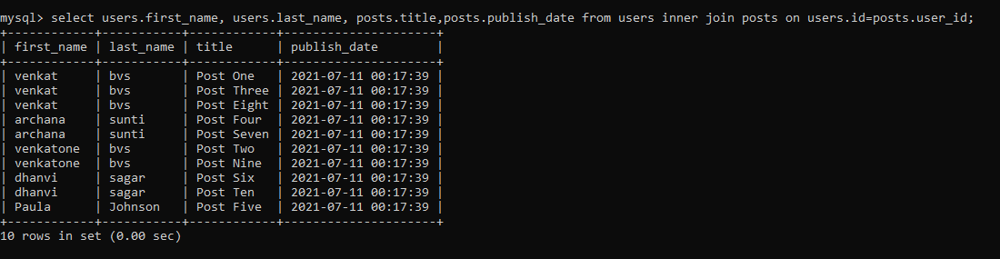 mysql> select users.first_name, users.last_name, posts.title,posts.publish_date from users inner join posts on users.id=posts.user_id;
+------------+-----------+------------+---------------------+
| first_name | last_name | title      | publish_date        |
+------------+-----------+------------+---------------------+
| venkat     | bvs       | Post One   | 2021-07-11 00:17:39 |
| venkat     | bvs       | Post Three | 2021-07-11 00:17:39 |
| venkat     | bvs       | Post Eight | 2021-07-11 00:17:39 |
| archana    | sunti     | Post Four  | 2021-07-11 00:17:39 |
| archana    | sunti     | Post Seven | 2021-07-11 00:17:39 |
| venkatone  | bvs       | Post Two   | 2021-07-11 00:17:39 |
| venkatone  | bvs       | Post Nine  | 2021-07-11 00:17:39 |
| dhanvi     | sagar     | Post Six   | 2021-07-11 00:17:39 |
| dhanvi     | sagar     | Post Ten   | 2021-07-11 00:17:39 |
| Paula      | Johnson   | Post Five  | 2021-07-11 00:17:39 |
+------------+-----------+------------+---------------------+
10 rows in set (0.00 sec)